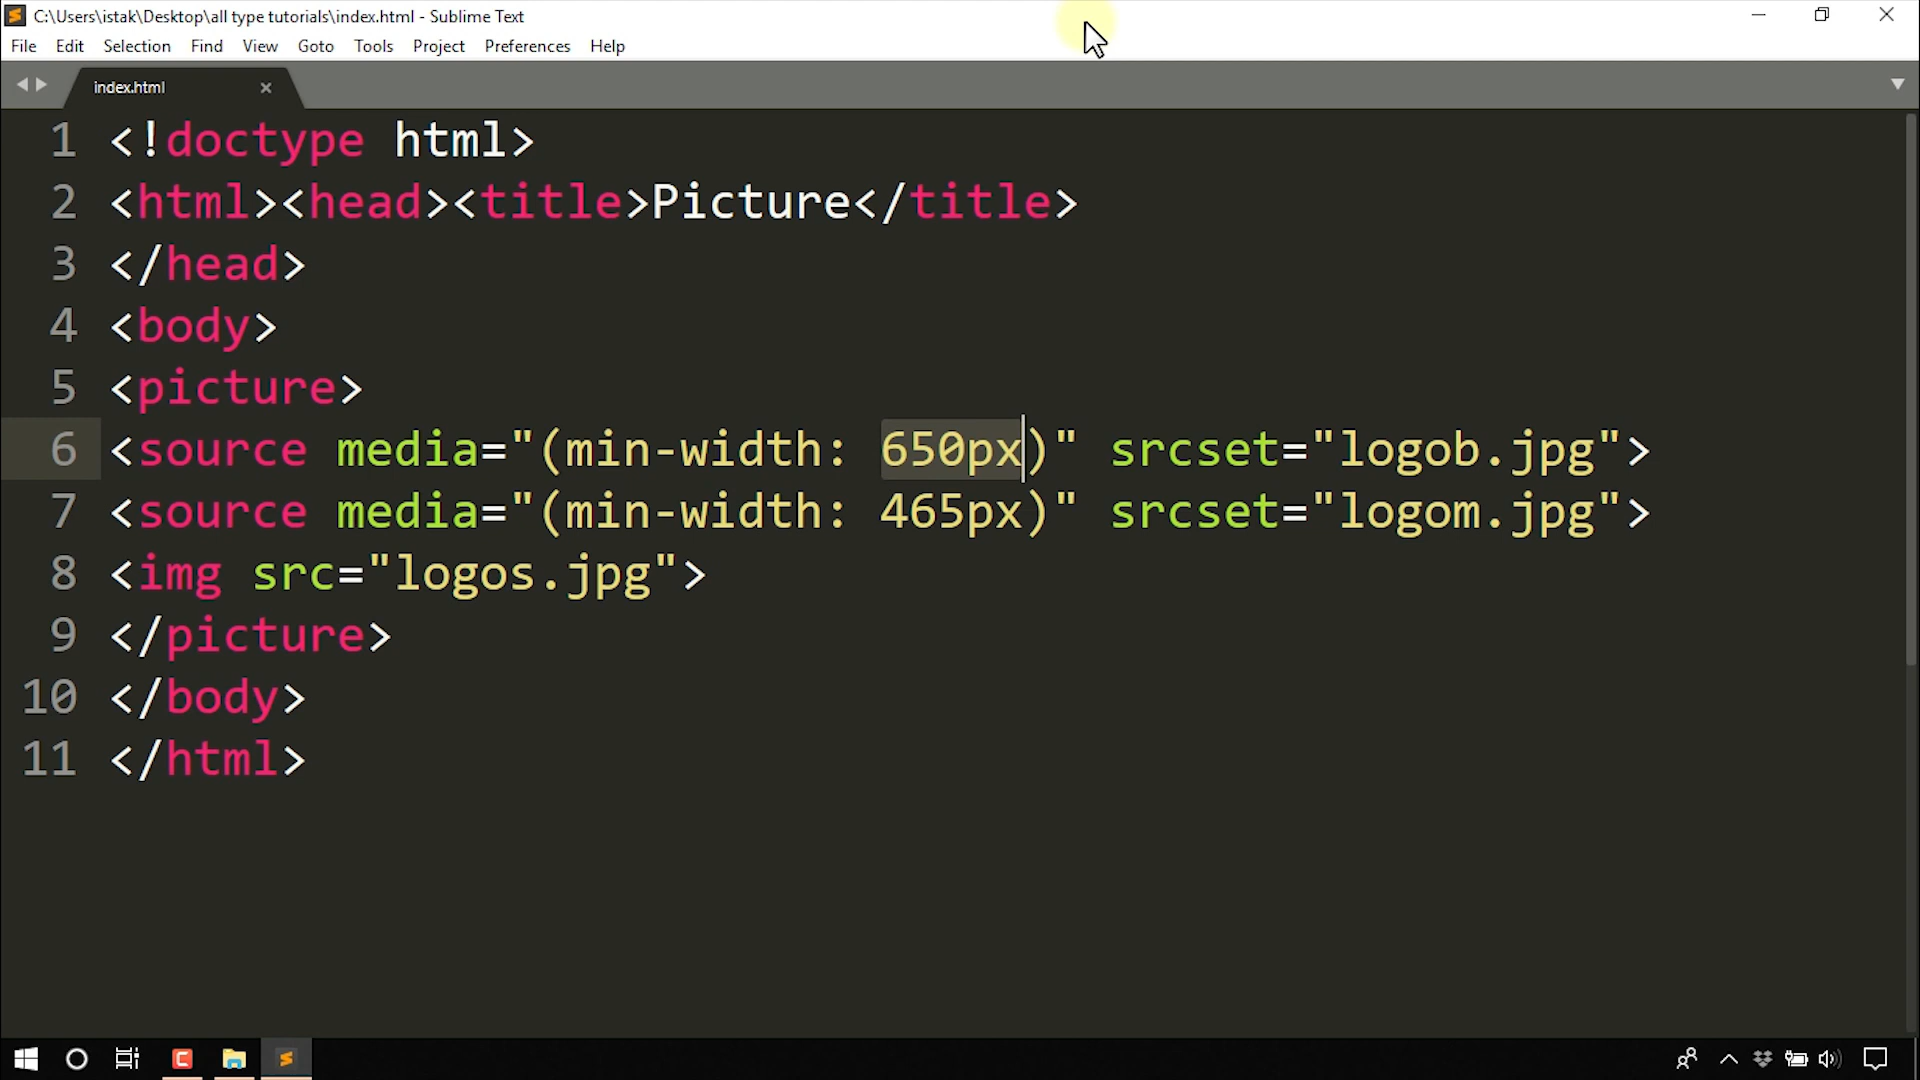 C:\Users\istak\Desktop\all type tutorials\index.html - Sublime Text
File Edit Selection Find View Goto Tools Project Preferences Help
index.html
1 <!doctype html>
2 <html><head><title>Picture</title>
3 </head>
4 <body>
5 <picture>
6 <source media="(min-width: 650px)" srcset="logob.jpg">
7 <source media="(min-width: 465px)" srcset="logom.jpg">
8 <img src="logos.jpg">
9 </picture>
10 </body>
11 </html>